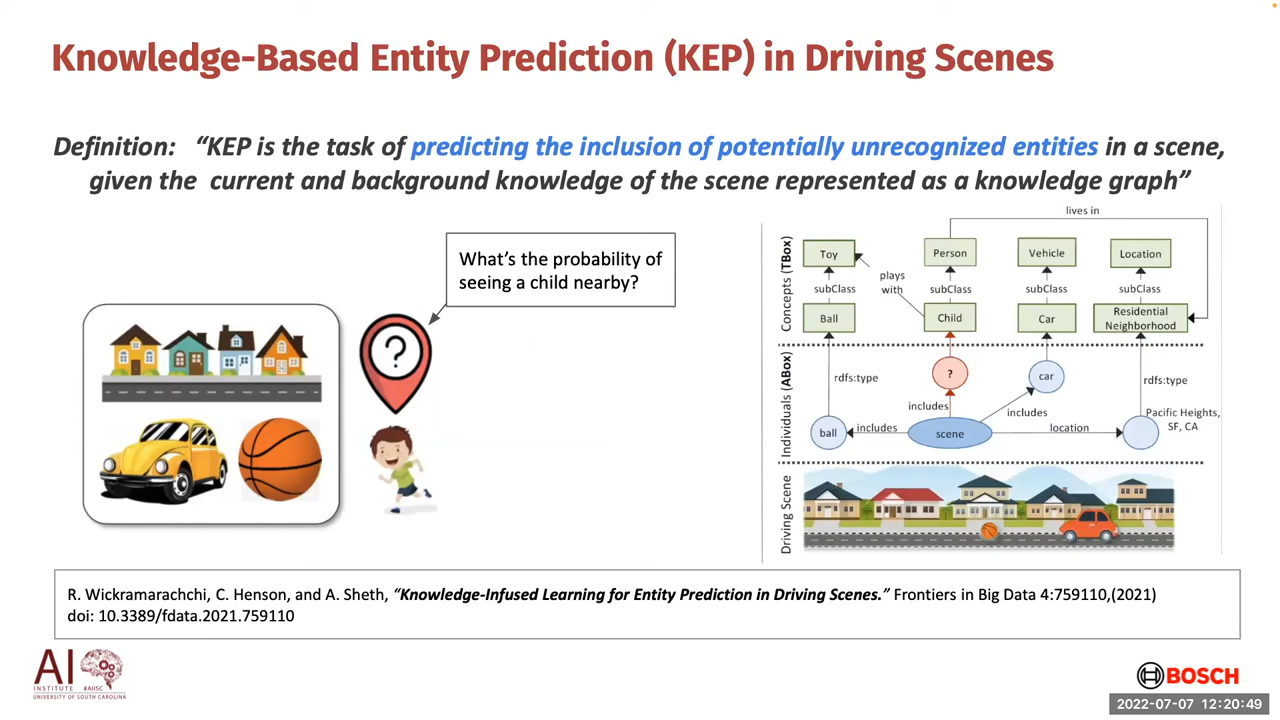 Knowledge-Based Entity Prediction (KEP) in Driving Scenes
Definition: “KEP is the task of predicting the inclusion of potentially unrecognized entities in a scene,
given the current and background knowledge of the scene represented as a knowledge graph”
What’s the probability of
seeing a child nearby?
?
lives in
Concepts (TBox)
Toy
Person
Vehicle
Location
plays
with
subClass
subClass
subClass
subClass
Ball
Child
Car
Residential
Neighborhood
Individuals (ABox)
rdfs:type
?
car
rdfs:type
includes
includes
Pacific Heights,
SF, CA
ball
includes
scene
location
Driving Scene
R. Wickramarachchi, C. Henson, and A. Sheth, “Knowledge-Infused Learning for Entity Prediction in Driving Scenes.” Frontiers in Big Data 4:759110,(2021)
doi: 10.3389/fdata.2021.759110
AI
INSTITUTE #AIISC
UNIVERSITY OF SOUTH CAROLINA
BOSCH
2022-07-07 12:20:49